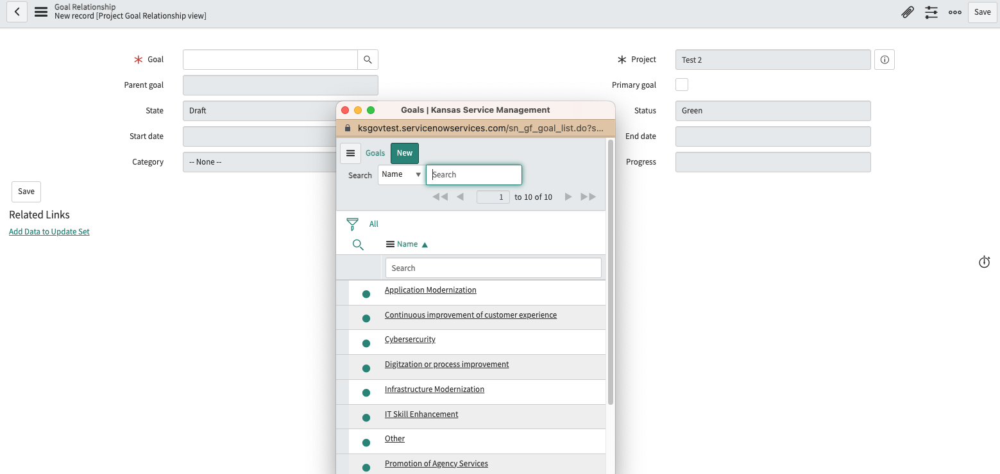 Goal Relationship
New record [Project Goal Relationship view]
Save
Goal
Project
Test 2
Parent goal
Primary goal
State
Draft
Status
Green
Start date
End date
Category
-- None --
Progress
Save
Related Links
Add Data to Update Set
Goals | Kansas Service Management
ksgovtest.servicenowservices.com/sn_gf_goal_list.do?s...
Goals
New
Search
Name
Search
1
to 10 of 10
All
Name
Search
Application Modernization
Continuous improvement of customer experience
Cybersercurity
Digitzation or process improvement
Infrastructure Modernization
IT Skill Enhancement
Other
Promotion of Agency Services